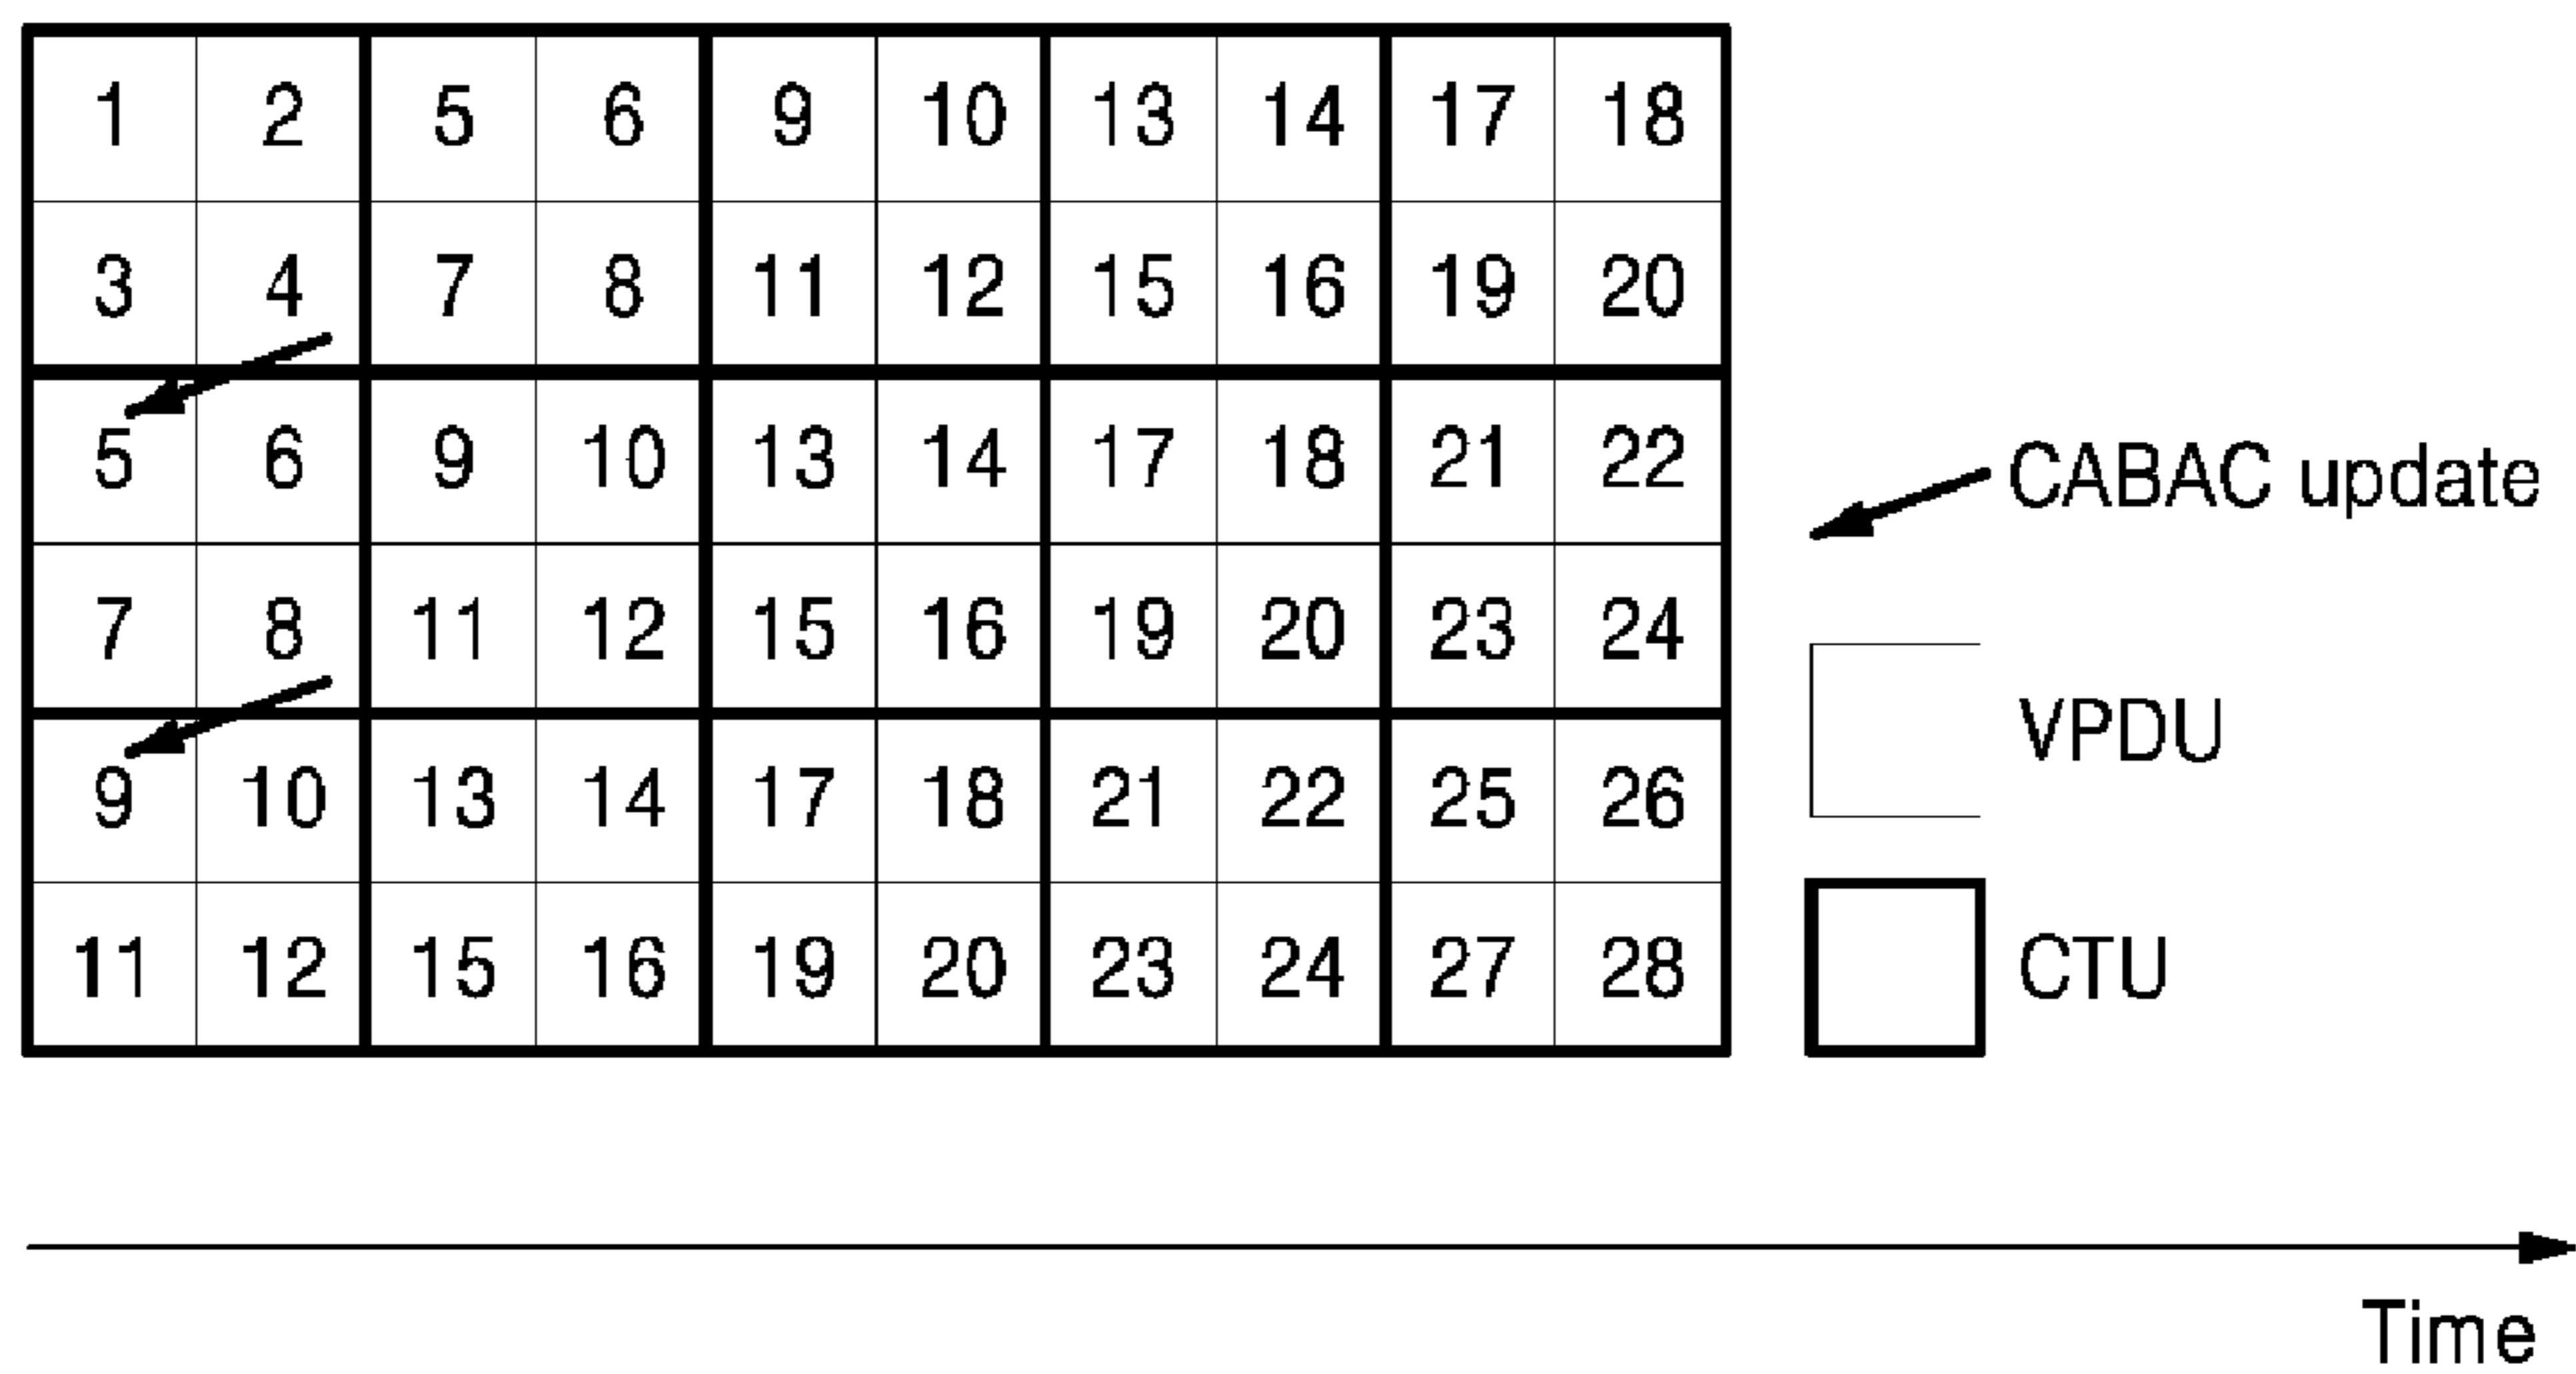 1 2 5 6 9 10 13 14 17 18
3 4 7 8 11 12 15 16 19 20
5 6 9 10 13 14 17 18 21 22
CABAC update
7 8 11 12 15 16 19 20 23 24
VPDU
9 10 13 14 17 18 21 22 25 26
11 12 15 16 19 20 23 24 27 28
CTU
Time